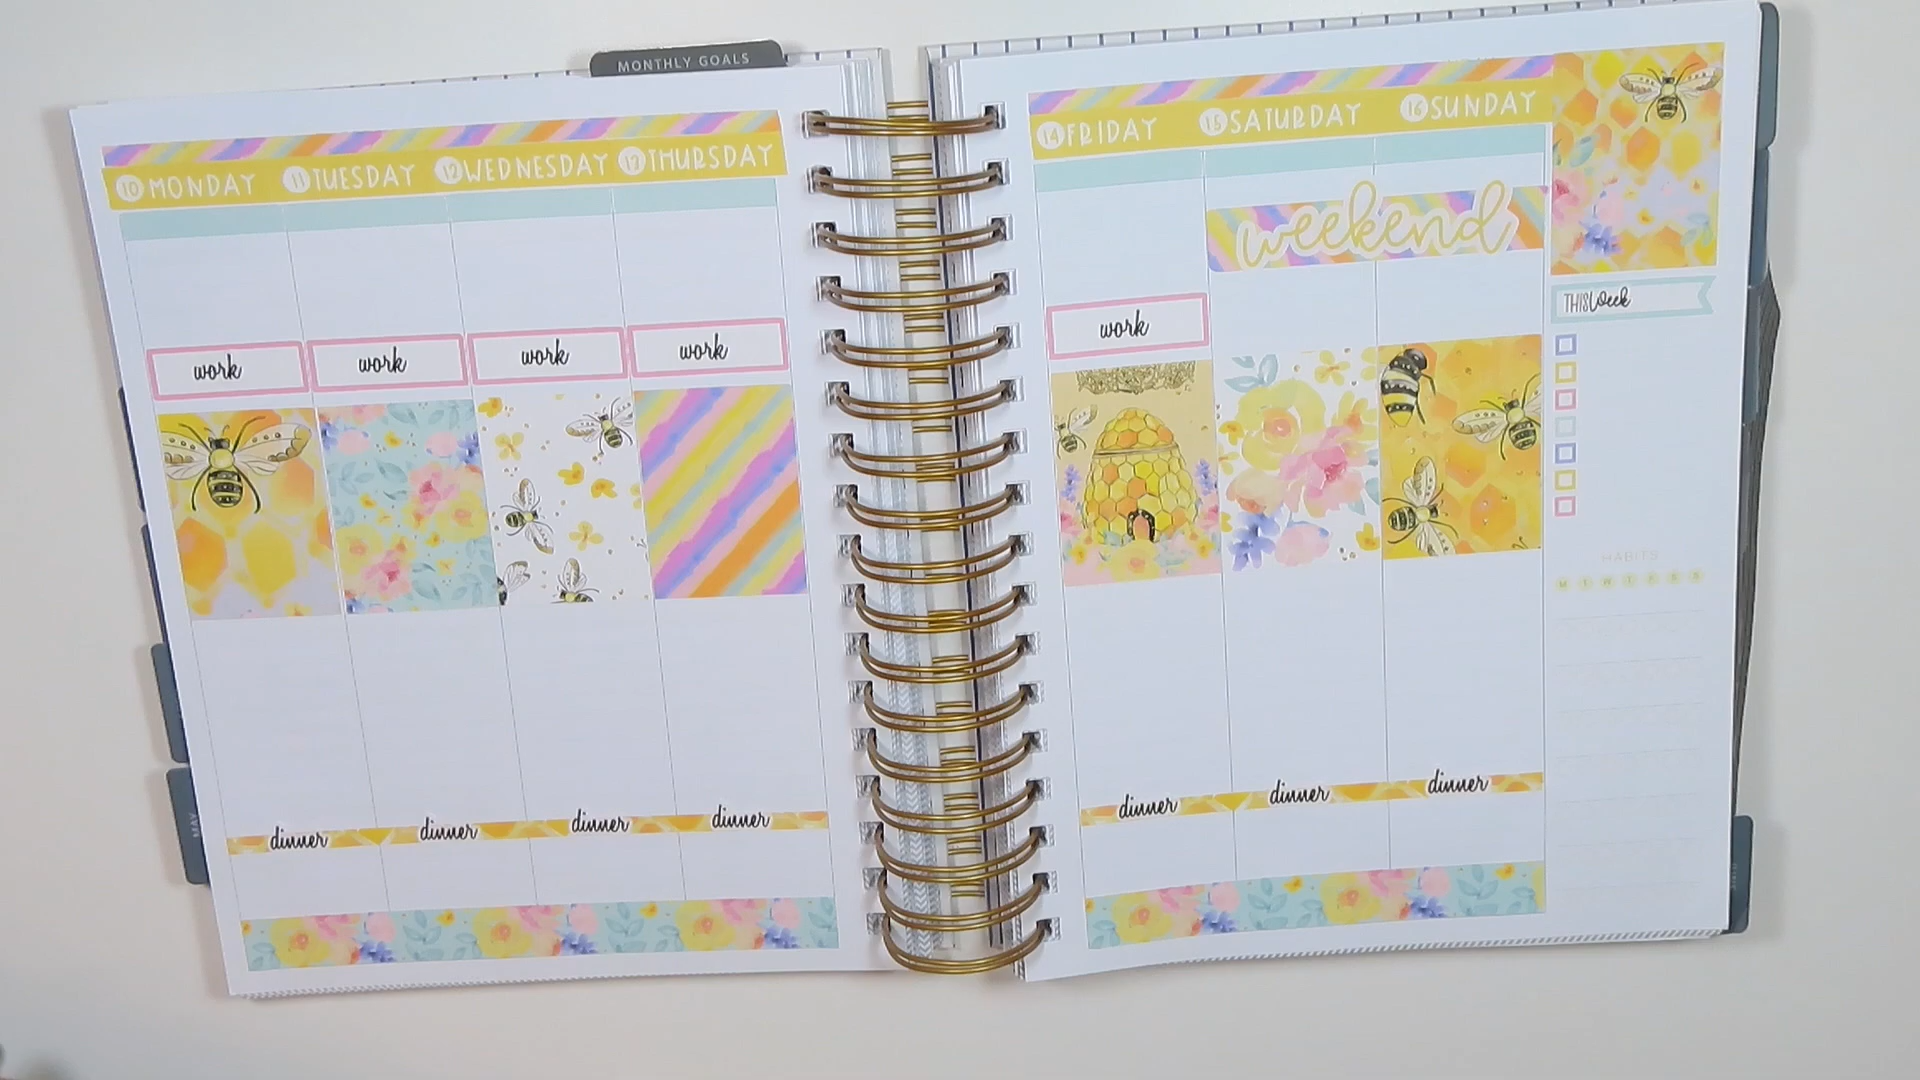 MONTHLY GOALS
10 MONDAY 11 TUESDAY 12 WEDNESDAY THURSDAY
work work work work
dinner dinner dinner dinner
MAY
14 FRIDAY 15 SATURDAY 16 SUNDAY
weekend
work
THIS Week
HABITS
M T W T F S S
dinner dinner dinner